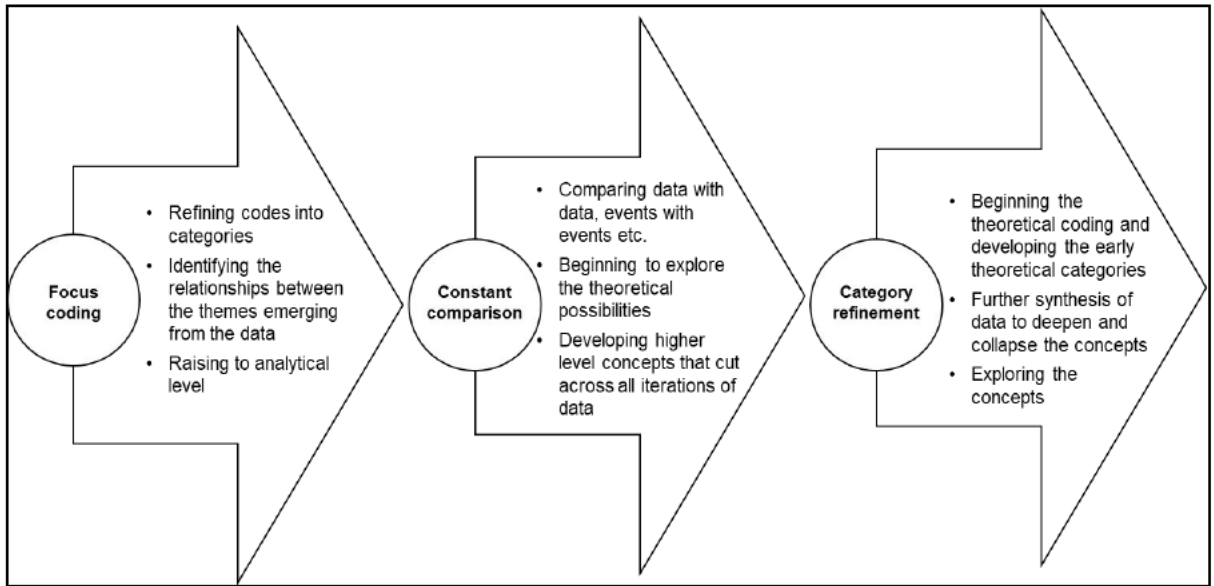 Focus
coding
• Refining codes into
categories
• Identifying the
relationships between
the themes emerging
from the data
• Raising to analytical
level
Constant
comparison
• Comparing data with
data, events with
events etc.
• Beginning to explore
the theoretical
possibilities
• Developing higher
level concepts that cut
across all iterations of
data
Category
refinement
• Beginning the
theoretical coding and
developing the early
theoretical categories
• Further synthesis of
data to deepen and
collapse the concepts
• Exploring the
concepts